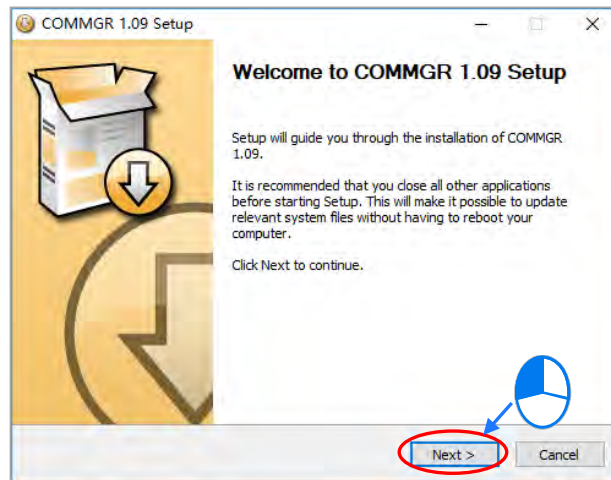 COMMGR 1.09 Setup
Welcome to COMMGR 1.09 Setup
Setup will guide you through the installation of COMMGR
1.09.
It is recommended that you close all other applications
before starting Setup. This will make it possible to update
relevant system files without having to reboot your
computer.
Click Next to continue.
Next >
Cancel